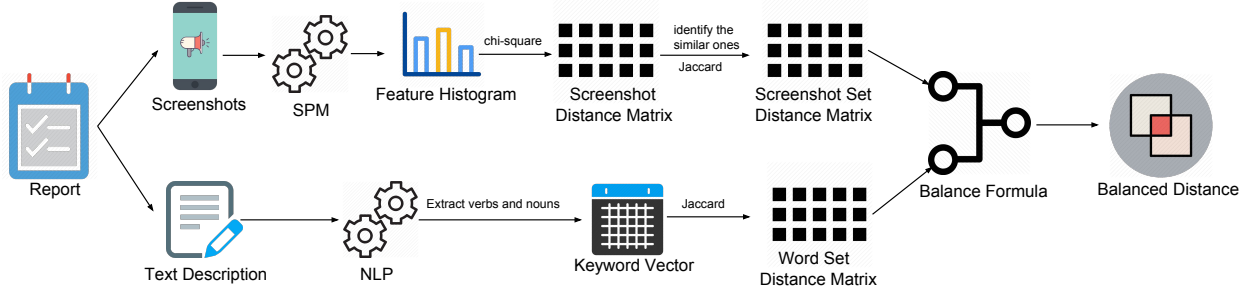 Report
Screenshots
SPM
Feature Histogram
chi-square
Screenshot
Distance Matrix
identify the
similar ones
Jaccard
Screenshot Set
Distance Matrix
Text Description
NLP
Extract verbs and nouns
Keyword Vector
Jaccard
Word Set
Distance Matrix
Balance Formula
Balanced Distance